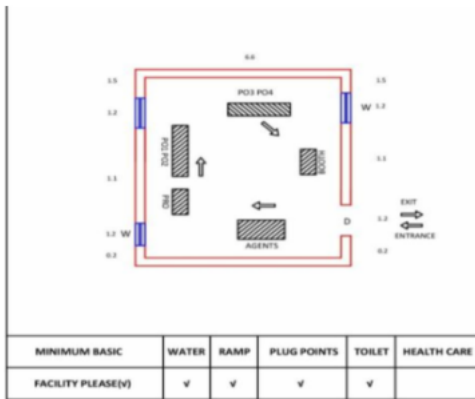 6.6
1.5
PO3 PO4
1.5
1.2
W 1.2
PO1 PO2
BOOTH
1.1
1.1
PRO
EXIT
D
1.2
1.2 W
AGENTS
ENTRANCE
0.2
0.2
MINIMUM BASIC WATER RAMP PLUG POINTS TOILET HEALTH CARE
FACILITY PLEASE(√) √ √ √ √